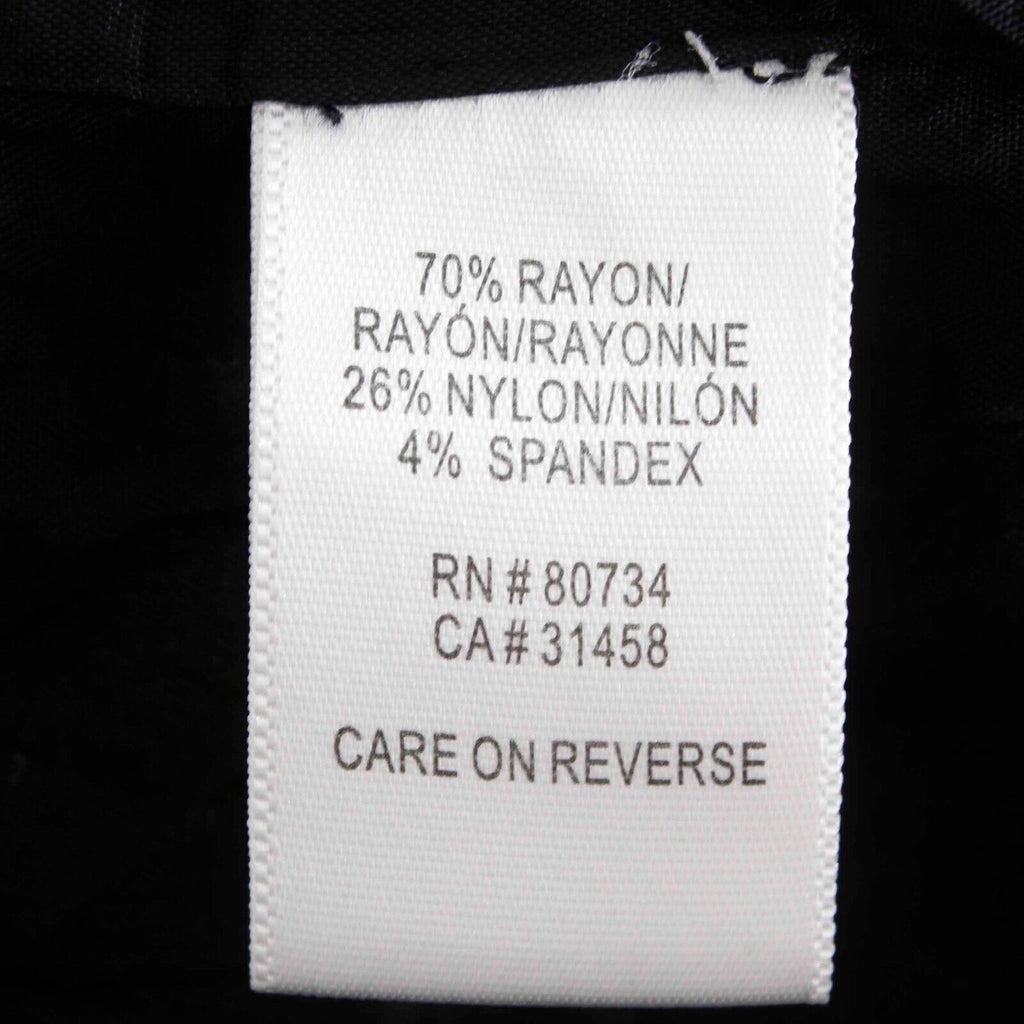 70% RAYON/
RAYÓN/RAYONNE
26% NYLON/NILÓN
4% SPANDEX
RN # 80734
CA# 31458
CARE ON REVERSE